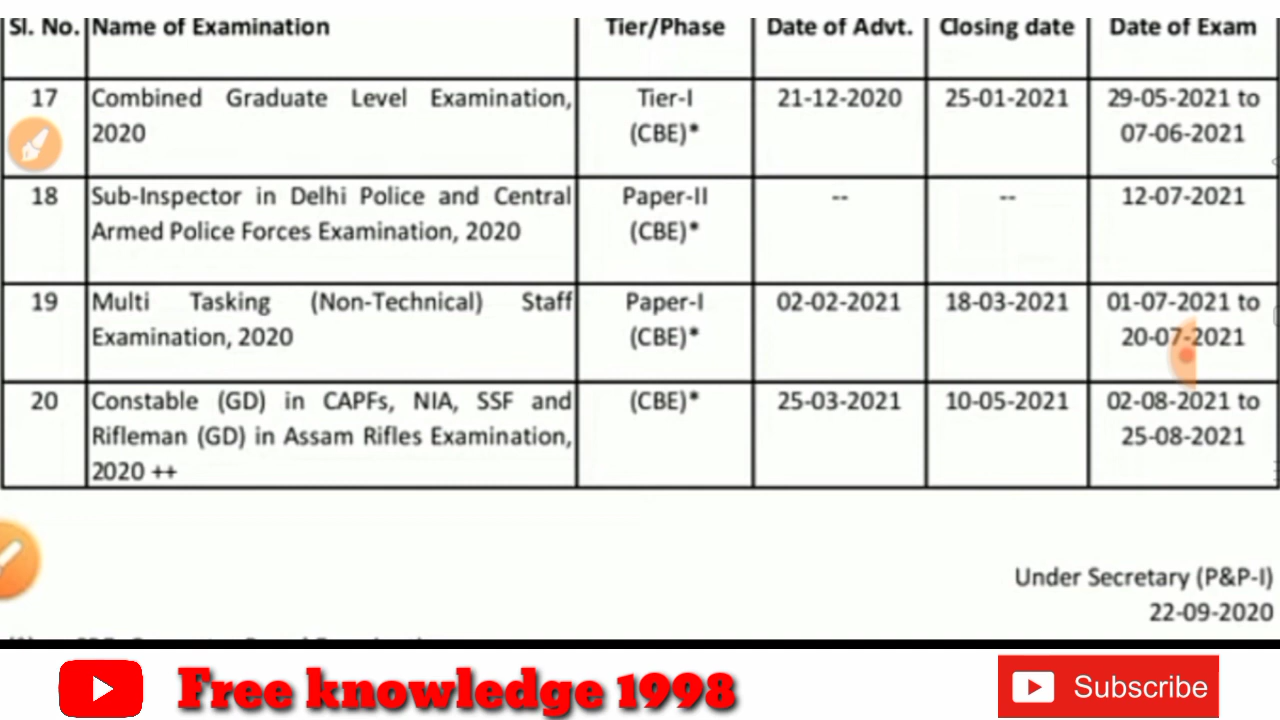 Sl. No. Name of Examination Tier/Phase Date of Advt. Closing date Date of Exam
17 Combined Graduate Level Examination, Tier-I 21-12-2020 25-01-2021 29-05-2021 to
2020 (CBE)* 07-06-2021
18 Sub-Inspector in Delhi Police and Central Paper-II -- -- 12-07-2021
Armed Police Forces Examination, 2020 (CBE)*
19 Multi Tasking (Non-Technical) Staff Paper-I 02-02-2021 18-03-2021 01-07-2021 to
Examination, 2020 (CBE)* 20-07-2021
20 Constable (GD) in CAPFs, NIA, SSF and (CBE)* 25-03-2021 10-05-2021 02-08-2021 to
Rifleman (GD) in Assam Rifles Examination, 25-08-2021
2020 ++
Under Secretary (P&P-I)
22-09-2020
Free knowledge 1998
Subscribe